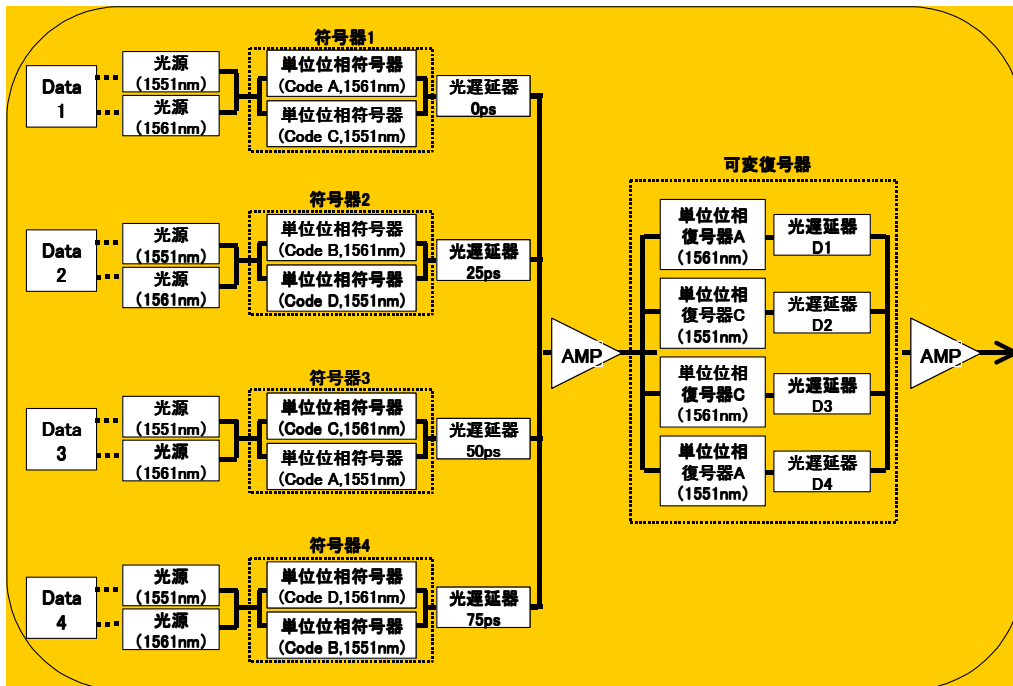 符号器1
Data
1
光源
(1551nm)
光源
(1561nm)
単位位相符号器
(Code A,1561nm)
単位位相符号器
(Code C,1551nm)
光遅延器
0ps
符号器2
Data
2
光源
(1551nm)
光源
(1561nm)
単位位相符号器
(Code B,1561nm)
単位位相符号器
(Code D,1551nm)
光遅延器
25ps
符号器3
Data
3
光源
(1551nm)
光源
(1561nm)
単位位相符号器
(Code C,1561nm)
単位位相符号器
(Code A,1551nm)
光遅延器
50ps
符号器4
Data
4
光源
(1551nm)
光源
(1561nm)
単位位相符号器
(Code D,1561nm)
単位位相符号器
(Code B,1551nm)
光遅延器
75ps
AMP
可変復号器
単位位相
復号器A
(1561nm)
光遅延器
D1
単位位相
復号器C
(1551nm)
光遅延器
D2
単位位相
復号器C
(1561nm)
光遅延器
D3
単位位相
復号器A
(1551nm)
光遅延器
D4
AMP